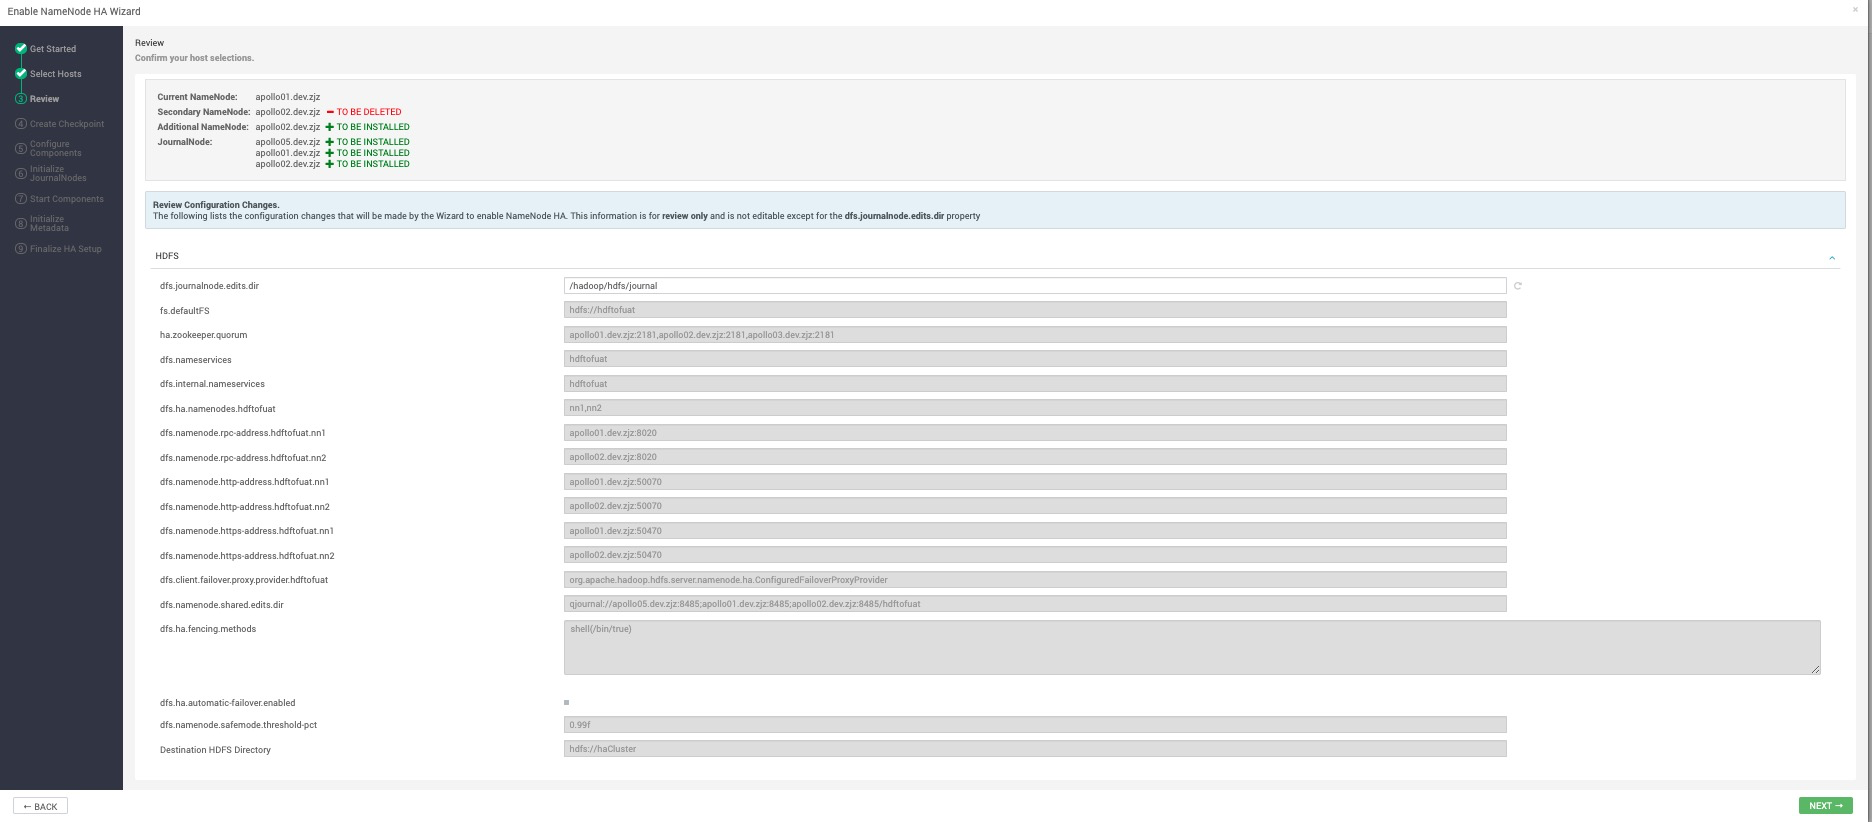 Enable NameNode HA Wizard
×
Get Started
Select Hosts
3 Review
4 Create Checkpoint
5 Configure
Components
6 Initialize
JournalNodes
7 Start Components
8 Initialize
Metadata
9 Finalize HA Setup
Review
Confirm your host selections.
Current NameNode: apollo01.dev.zjz
Secondary NameNode: apollo02.dev.zjz TO BE DELETED
Additional NameNode: apollo02.dev.zjz TO BE INSTALLED
JournalNode: apollo05.dev.zjz TO BE INSTALLED
apollo01.dev.zjz TO BE INSTALLED
apollo02.dev.zjz TO BE INSTALLED
Review Configuration Changes.
The following lists the configuration changes that will be made by the Wizard to enable NameNode HA. This information is for review only and is not editable except for the dfs.journalnode.edits.dir property
HDFS
dfs.journalnode.edits.dir /hadoop/hdfs/journal
fs.defaultFS hdfs://hdftofuat
ha.zookeeper.quorum apollo01.dev.zjz:2181,apollo02.dev.zjz:2181,apollo03.dev.zjz:2181
dfs.nameservices hdftofuat
dfs.internal.nameservices hdftofuat
dfs.ha.namenodes.hdftofuat nn1,nn2
dfs.namenode.rpc-address.hdftofuat.nn1 apollo01.dev.zjz:8020
dfs.namenode.rpc-address.hdftofuat.nn2 apollo02.dev.zjz:8020
dfs.namenode.http-address.hdftofuat.nn1 apollo01.dev.zjz:50070
dfs.namenode.http-address.hdftofuat.nn2 apollo02.dev.zjz:50070
dfs.namenode.https-address.hdftofuat.nn1 apollo01.dev.zjz:50470
dfs.namenode.https-address.hdftofuat.nn2 apollo02.dev.zjz:50470
dfs.client.failover.proxy.provider.hdftofuat org.apache.hadoop.hdfs.server.namenode.ha.ConfiguredFailoverProxyProvider
dfs.namenode.shared.edits.dir qjournal://apollo05.dev.zjz:8485;apollo01.dev.zjz:8485;apollo02.dev.zjz:8485/hdftofuat
dfs.ha.fencing.methods shell(/bin/true)
dfs.ha.automatic-failover.enabled
dfs.namenode.safemode.threshold-pct 0.99f
Destination HDFS Directory hdfs://haCluster
← BACK
NEXT →